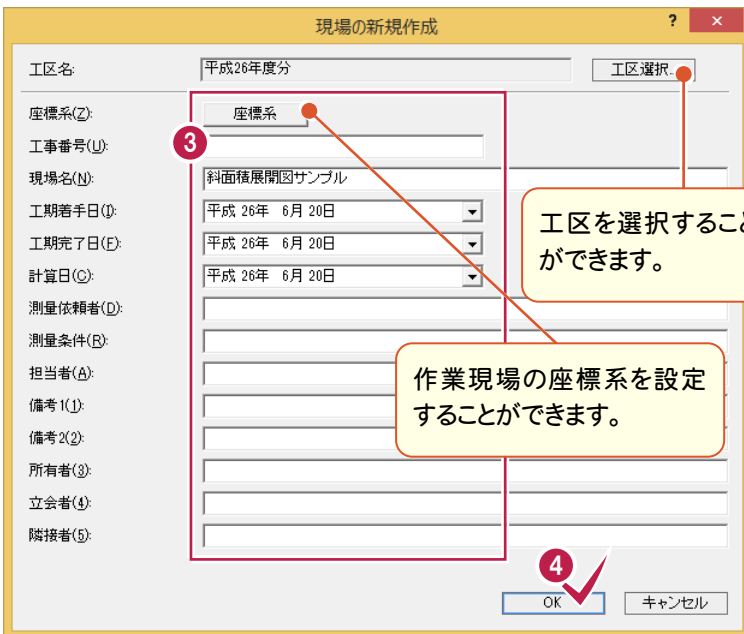 現場の新規作成
? ×
工区名: 平成26年度分 工区選択...
座標系(Z): 座標系
3
工事番号(U):
現場名(N): 斜面積展開図サンプル
工期着手日(I): 平成 26年 6月 20日
工期完了日(F): 平成 26年 6月 20日
計算日(C): 平成 26年 6月 20日
工区を選択すること
ができます。
測量依頼者(D):
測量条件(R):
担当者(A):
作業現場の座標系を設定
することができます。
備考1(1):
備考2(2):
所有者(3):
立会者(4):
隣接者(5):
4
OK キャンセル